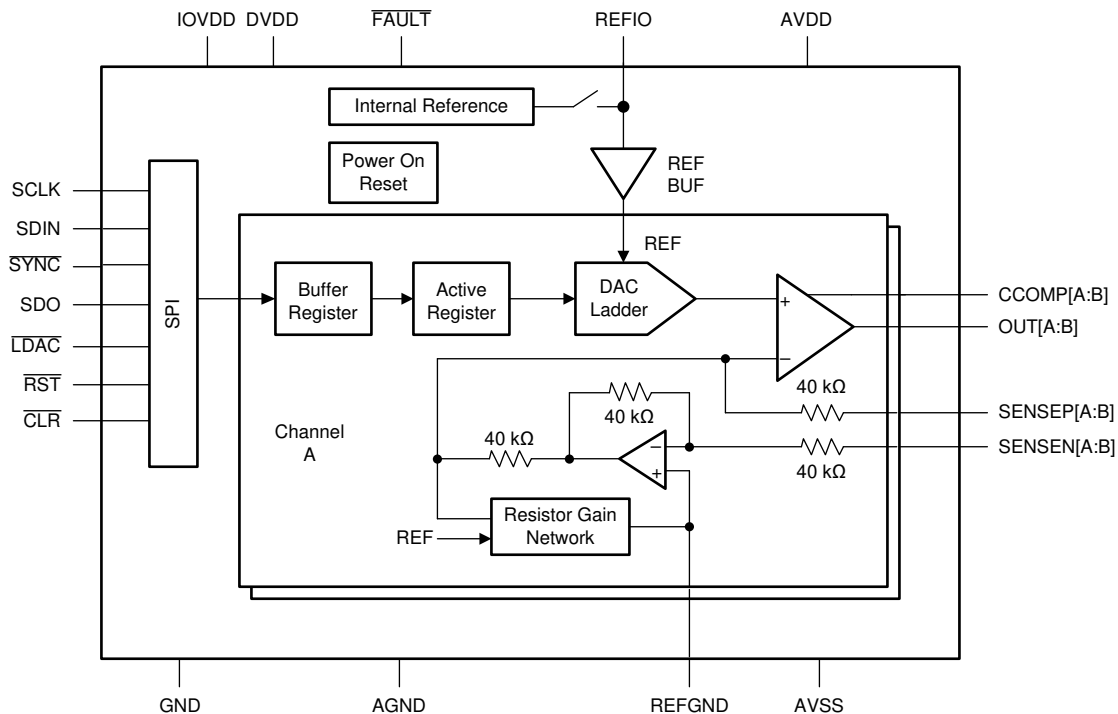 IOVDD DVDD
FAULT
REFIO
AVDD
Internal Reference
Power On
Reset
REF
BUF
SCLK
SDIN
SYNC
SDO
LDAC
RST
CLR
SPI
REF
Buffer
Register
Active
Register
DAC
Ladder
+
−
CCOMP[A:B]
OUT[A:B]
40 kΩ
SENSEP[A:B]
40 kΩ
SENSEN[A:B]
40 kΩ
40 kΩ
−
+
Channel
A
Resistor Gain
Network
REF
GND
AGND
REFGND
AVSS